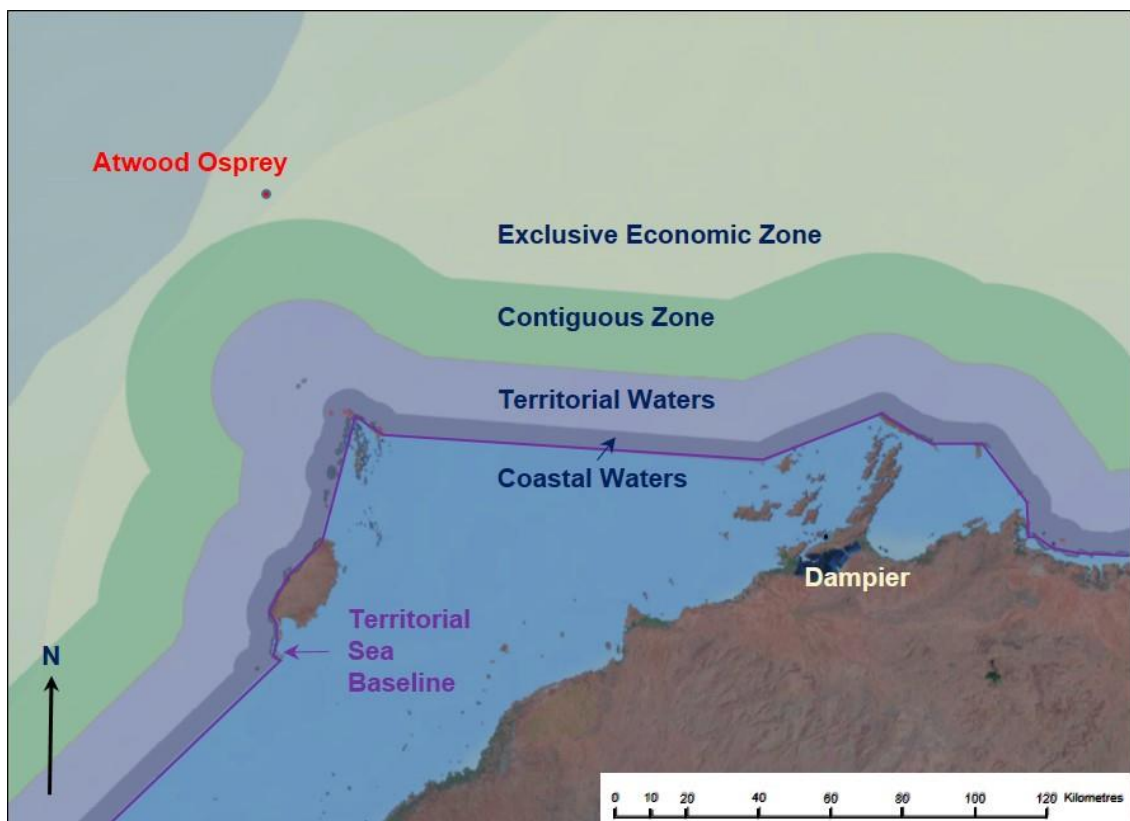 Atwood Osprey
Exclusive Economic Zone
Contiguous Zone
Territorial Waters
Coastal Waters
Dampier
Territorial
Sea
Baseline
N
0 10 20 40 60 80 100 120 Kilometres